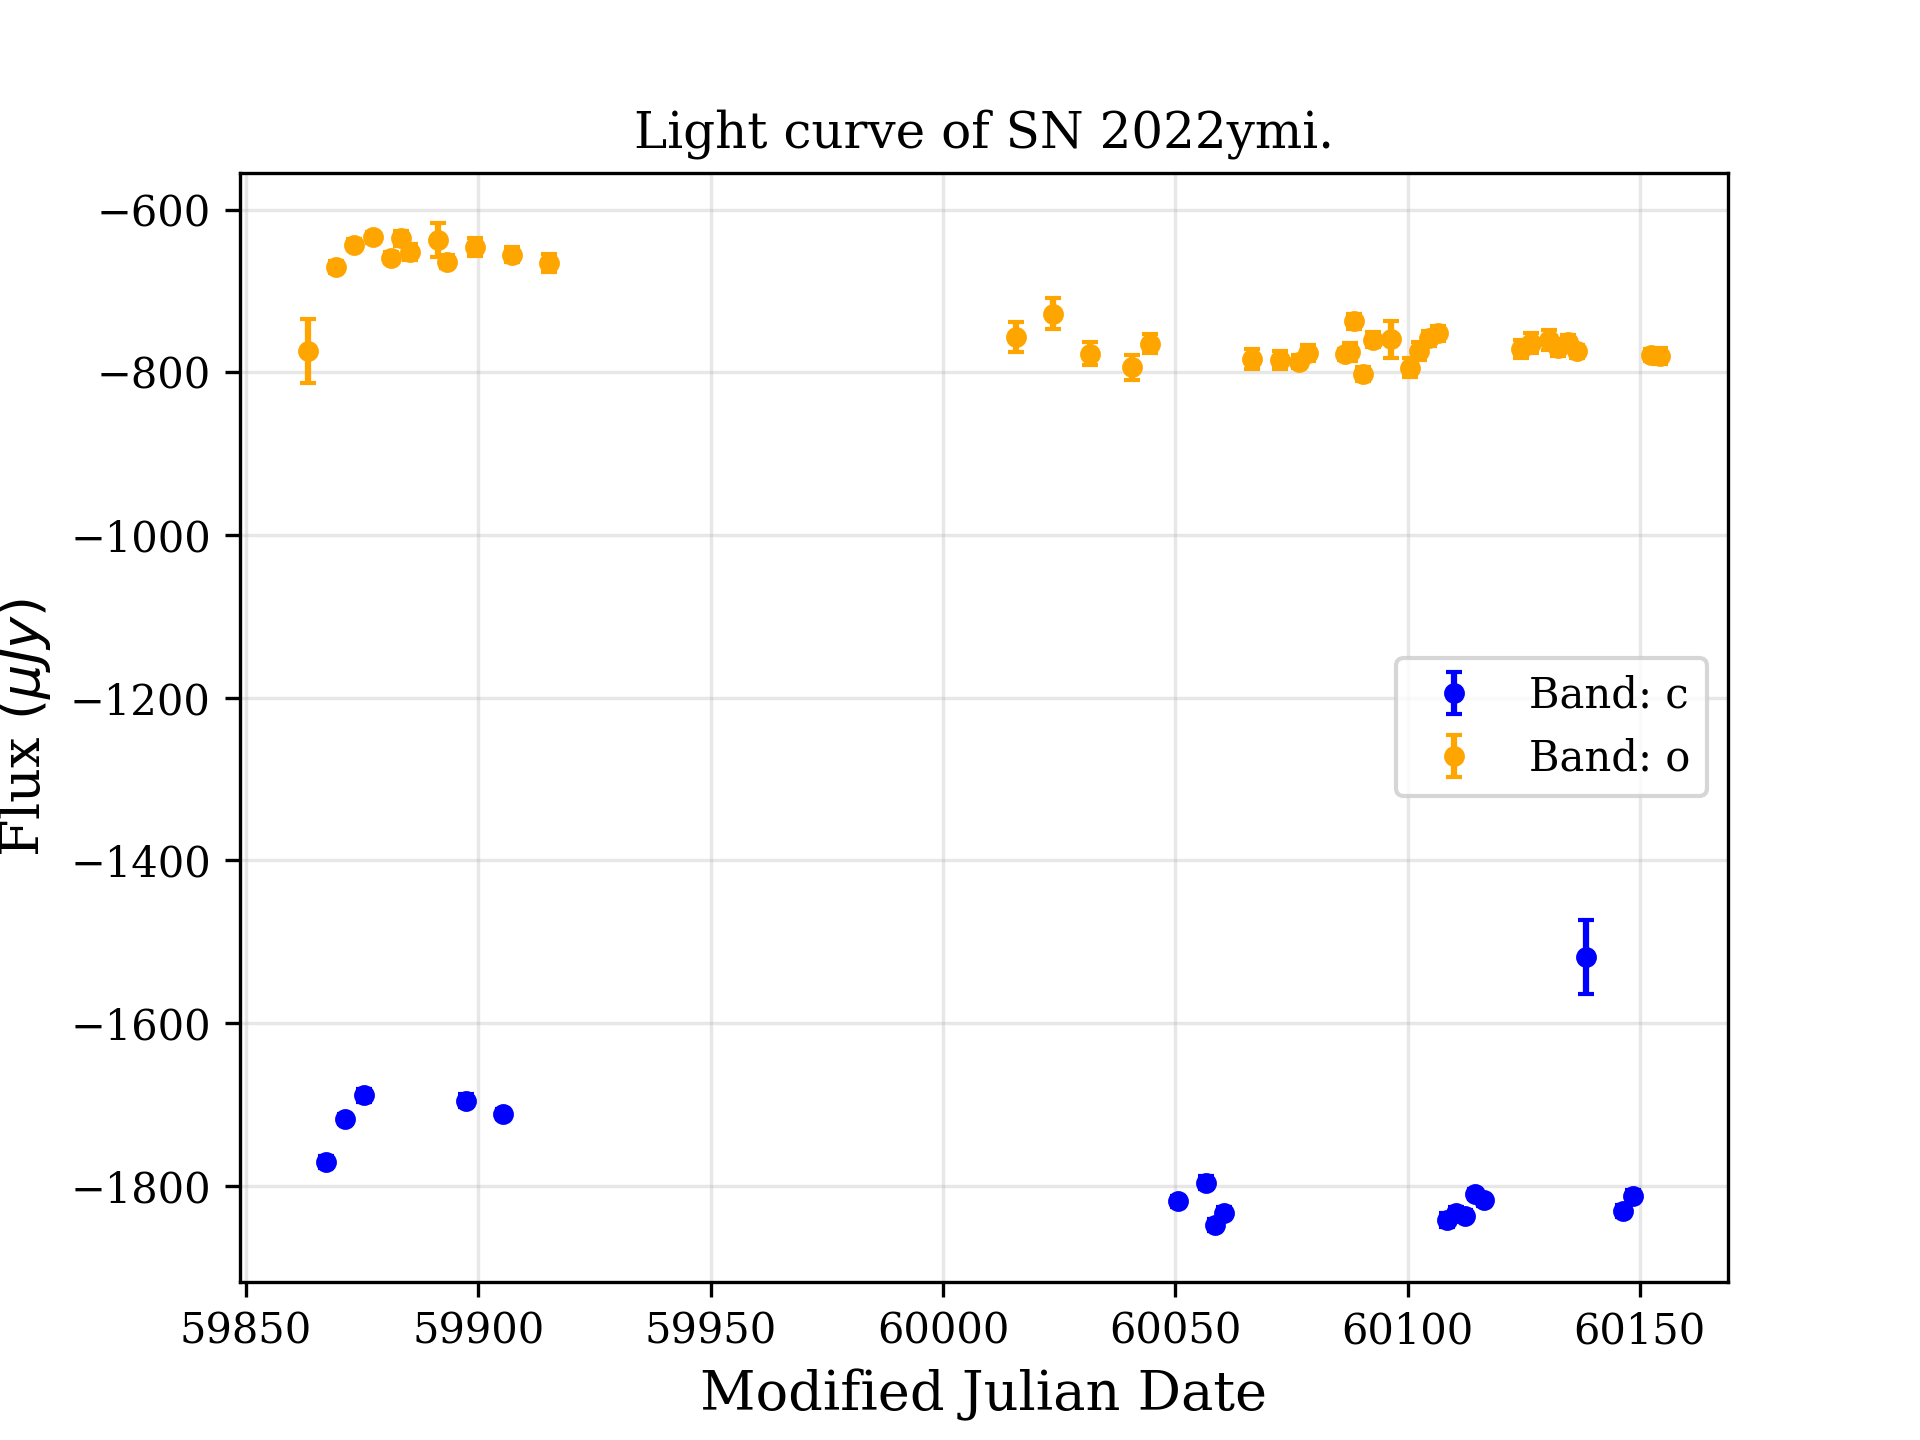 Light curve of SN 2022ymi.
Flux (μJy)
−600
−800
−1000
−1200
−1400
−1600
−1800
Band: c
Band: o
59850 59900 59950 60000 60050 60100 60150
Modified Julian Date